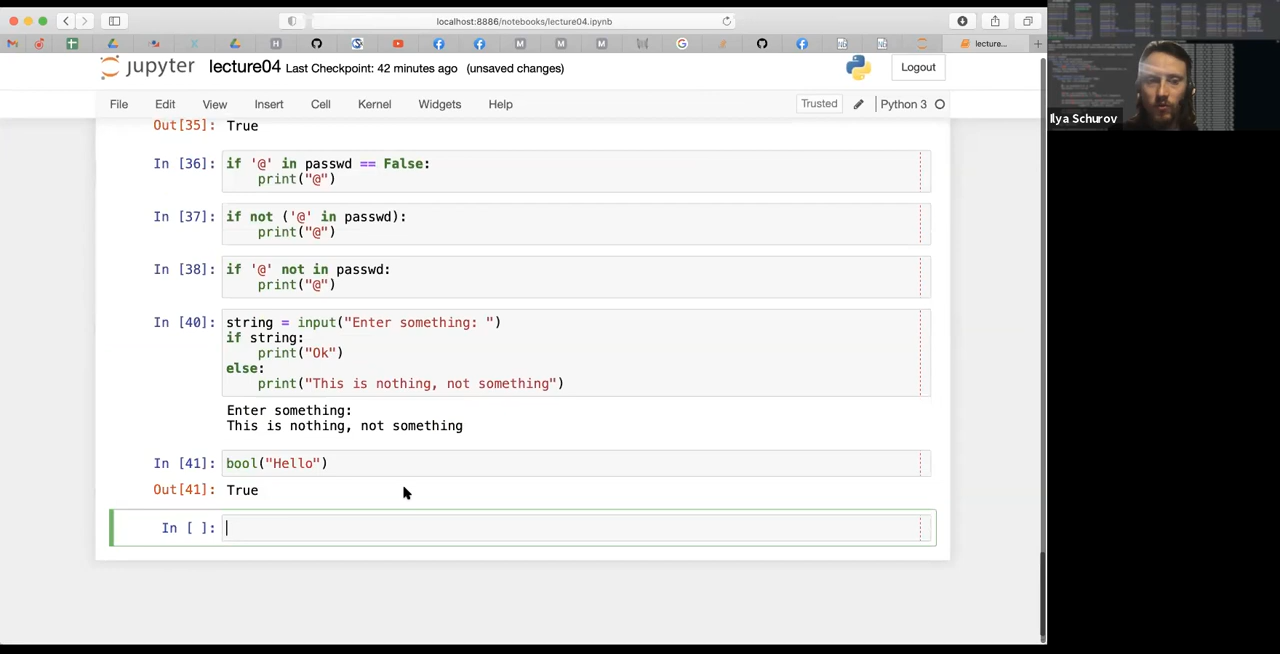 localhost:8886/notebooks/lecture04.ipynb
lecture...
jupyter lecture04 Last Checkpoint: 42 minutes ago (unsaved changes)
Logout
File Edit View Insert Cell Kernel Widgets Help
Trusted Python 3
Out[35]: True
In [36]: if '@' in passwd == False:
print("@")
In [37]: if not ('@' in passwd):
print("@")
In [38]: if '@' not in passwd:
print("@")
In [40]: string = input("Enter something: ")
if string:
print("Ok")
else:
print("This is nothing, not something")
Enter something:
This is nothing, not something
In [41]: bool("Hello")
Out[41]: True
In [ ]:
Ilya Schurov